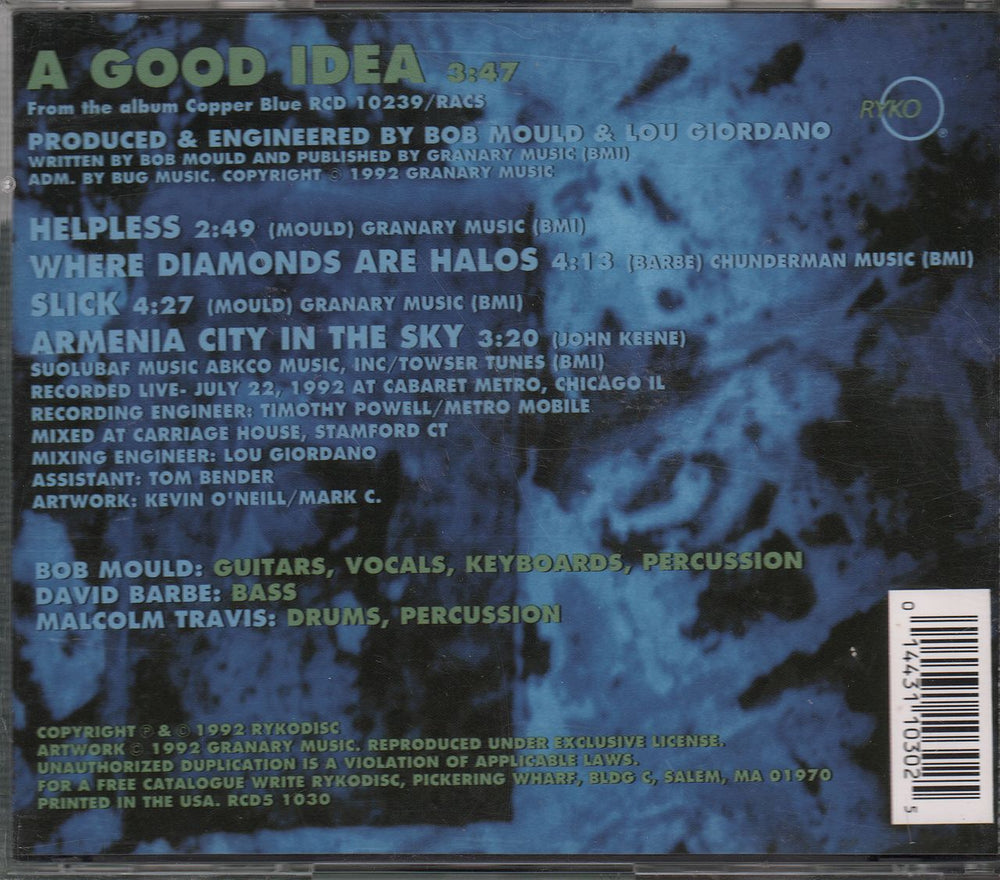 A GOOD IDEA 3:47
From the album Copper Blue RCD 10239/RACS
RYKO
®
PRODUCED & ENGINEERED BY BOB MOULD & LOU GIORDANO
WRITTEN BY BOB MOULD AND PUBLISHED BY GRANARY MUSIC (BMI)
ADM. BY BUG MUSIC. COPYRIGHT © 1992 GRANARY MUSIC
HELPLESS 2:49 (MOULD) GRANARY MUSIC (BMI)
WHERE DIAMONDS ARE HALOS 4:13 (BARBE) CHUNDERMAN MUSIC (BMI)
SLICK 4:27 (MOULD) GRANARY MUSIC (BMI)
ARMENIA CITY IN THE SKY 3:20 (JOHN KEENE)
SUOLUBAF MUSIC ABKCO MUSIC, INC/TOWSER TUNES (BMI)
RECORDED LIVE- JULY 22, 1992 AT CABARET METRO, CHICAGO IL
RECORDING ENGINEER: TIMOTHY POWELL/METRO MOBILE
MIXED AT CARRIAGE HOUSE, STAMFORD CT
MIXING ENGINEER: LOU GIORDANO
ASSISTANT: TOM BENDER
ARTWORK: KEVIN O'NEILL/MARK C.
BOB MOULD: GUITARS, VOCALS, KEYBOARDS, PERCUSSION
DAVID BARBE: BASS
MALCOLM TRAVIS: DRUMS, PERCUSSION
COPYRIGHT ℗ & © 1992 RYKODISC
ARTWORK © 1992 GRANARY MUSIC. REPRODUCED UNDER EXCLUSIVE LICENSE.
UNAUTHORIZED DUPLICATION IS A VIOLATION OF APPLICABLE LAWS.
FOR A FREE CATALOGUE WRITE RYKODISC, PICKERING WHARF, BLDG C, SALEM, MA 01970
PRINTED IN THE USA. RCD5 1030
0 14431 10302 5